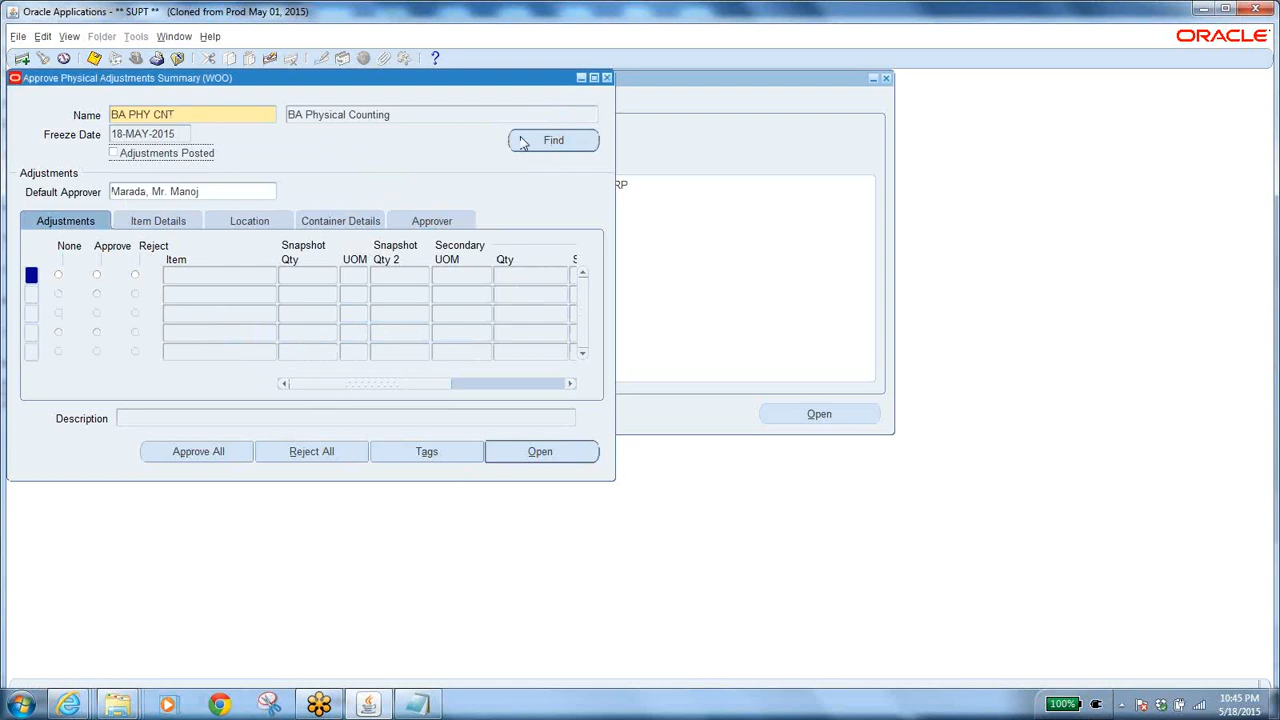 Oracle Applications - ** SUPT ** (Cloned from Prod May 01, 2015)
File Edit View Folder Tools Window Help
ORACLE
Approve Physical Adjustments Summary (WOO)
Name BA PHY CNT BA Physical Counting
Freeze Date 18-MAY-2015
Find
Adjustments Posted
Adjustments
Default Approver Marada, Mr. Manoj
RP
Adjustments Item Details Location Container Details Approver
None Approve Reject Snapshot Snapshot Secondary
Item Qty UOM Qty 2 UOM Qty S
Description
Open
Approve All Reject All Tags Open
100%
10:45 PM
5/18/2015